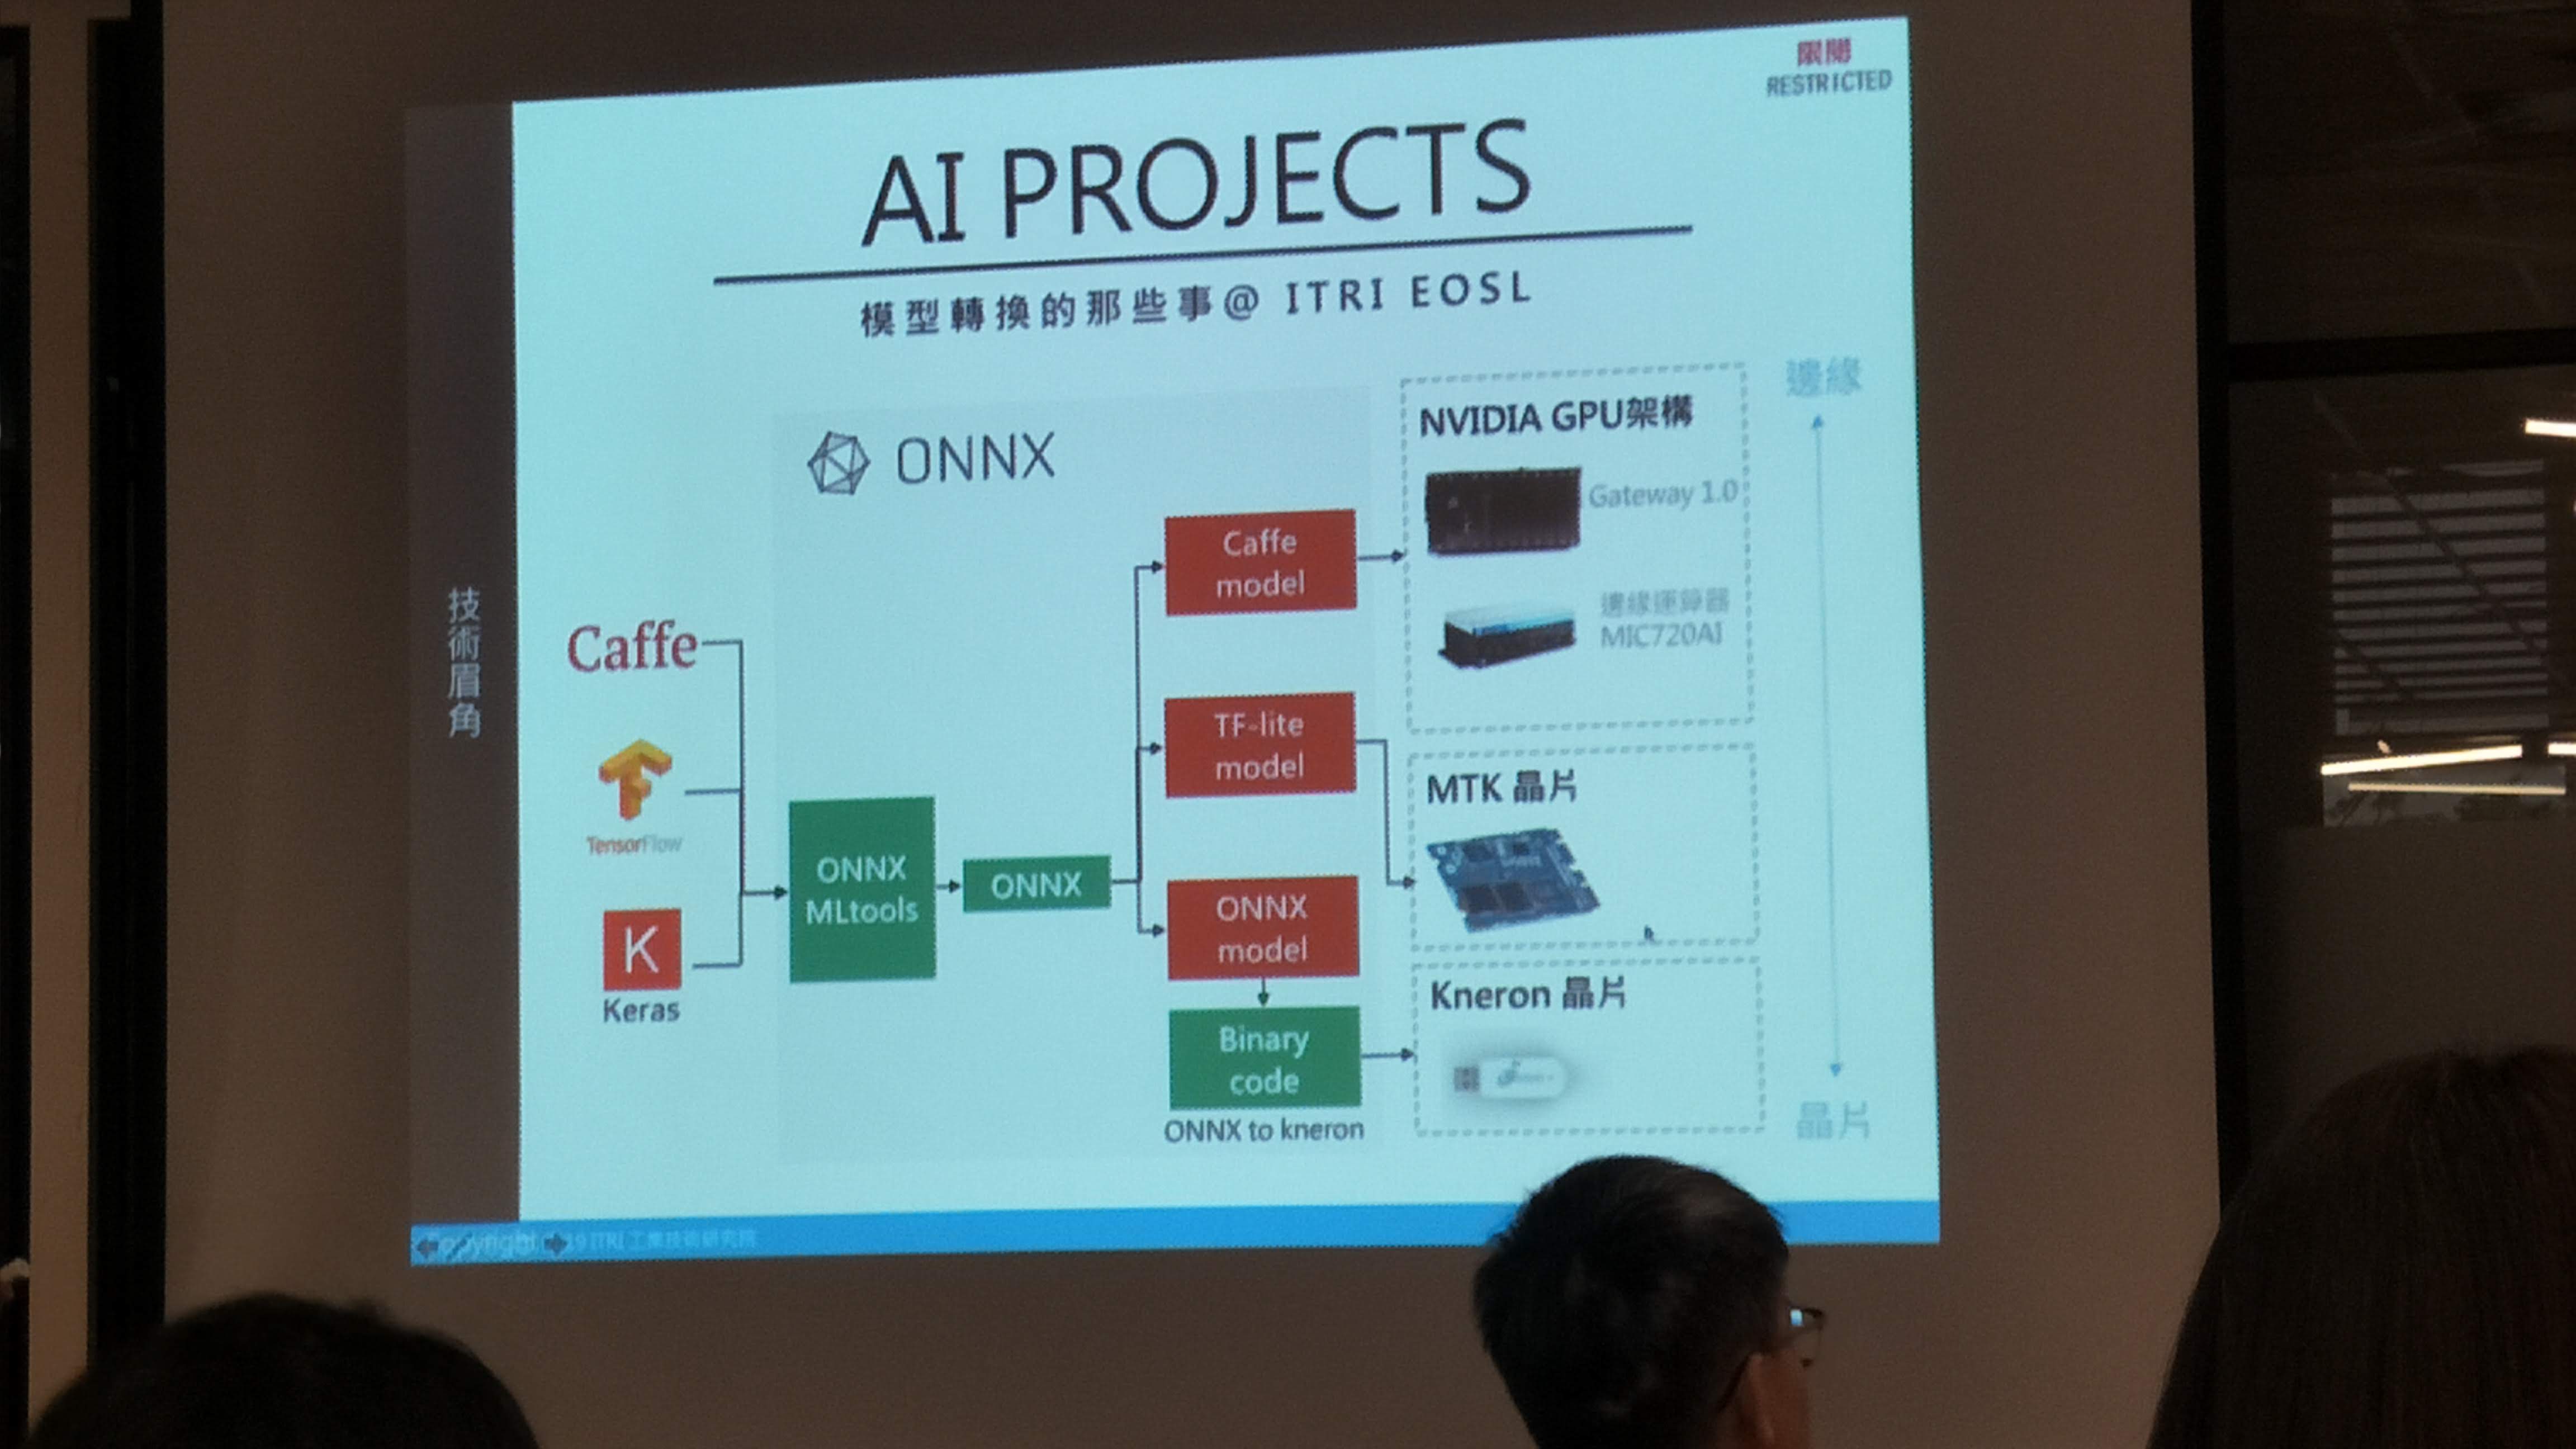 限閱
RESTRICTED
AI PROJECTS
模型轉換的那些事@ ITRI EOSL
技術眉角
Caffe
TensorFlow
K
Keras
ONNX
ONNX
MLtools
ONNX
Caffe
model
TF-lite
model
ONNX
model
Binary
code
ONNX to kneron
NVIDIA GPU架構
Gateway 1.0
邊緣運算器
MIC720AI
MTK 晶片
Kneron 晶片
邊緣
晶片
Copyright 19 ITRI 工業技術研究院